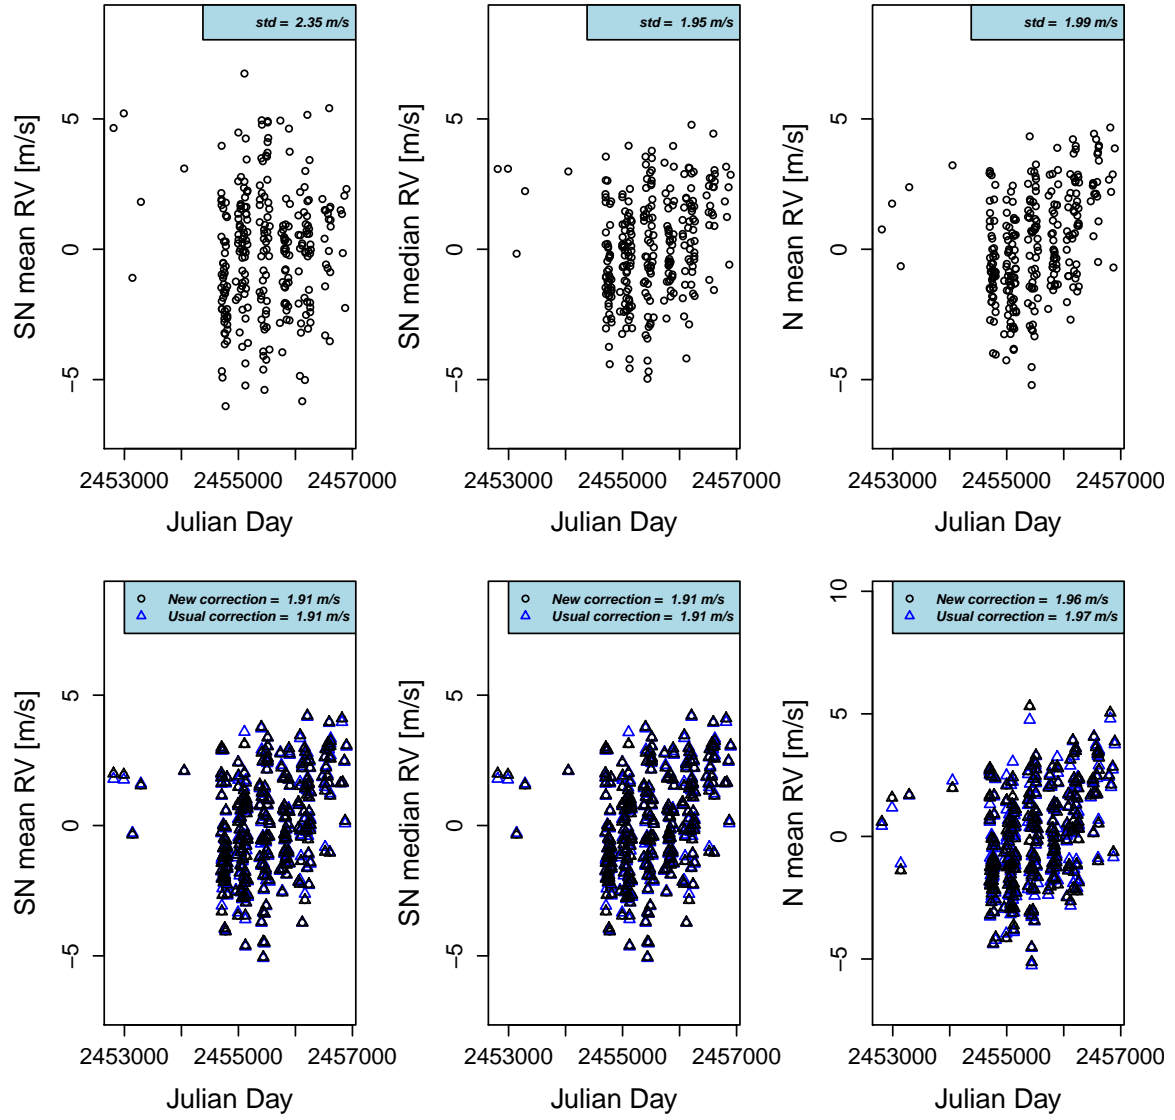 std = 2.35 m/s
SN mean RV [m/s]
5
0
−5
2453000 2455000 2457000
Julian Day
std = 1.95 m/s
SN median RV [m/s]
5
0
−5
2453000 2455000 2457000
Julian Day
std = 1.99 m/s
N mean RV [m/s]
5
0
−5
2453000 2455000 2457000
Julian Day
New correction = 1.91 m/s
Usual correction = 1.91 m/s
SN mean RV [m/s]
5
0
−5
2453000 2455000 2457000
Julian Day
New correction = 1.91 m/s
Usual correction = 1.91 m/s
SN median RV [m/s]
5
0
−5
2453000 2455000 2457000
Julian Day
New correction = 1.96 m/s
Usual correction = 1.97 m/s
N mean RV [m/s]
10
5
0
−5
2453000 2455000 2457000
Julian Day